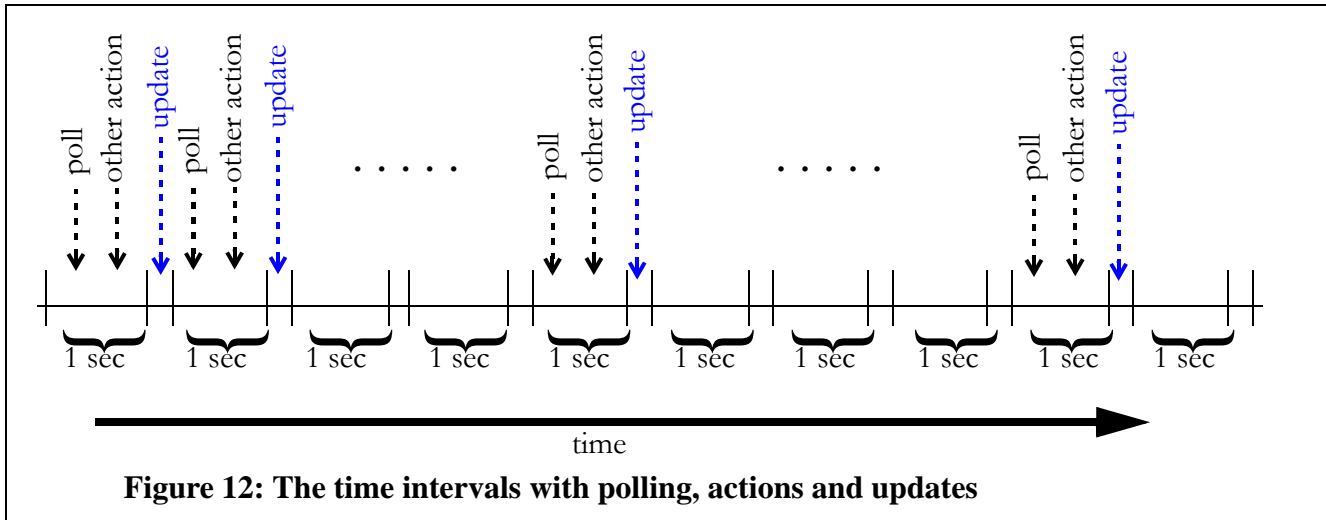 poll
other action
update
poll
other action
update
. . . . .
poll
other action
update
. . . . .
poll
other action
update
1 sec
1 sec
1 sec
1 sec
1 sec
1 sec
1 sec
1 sec
1 sec
1 sec
time
Figure 12: The time intervals with polling, actions and updates